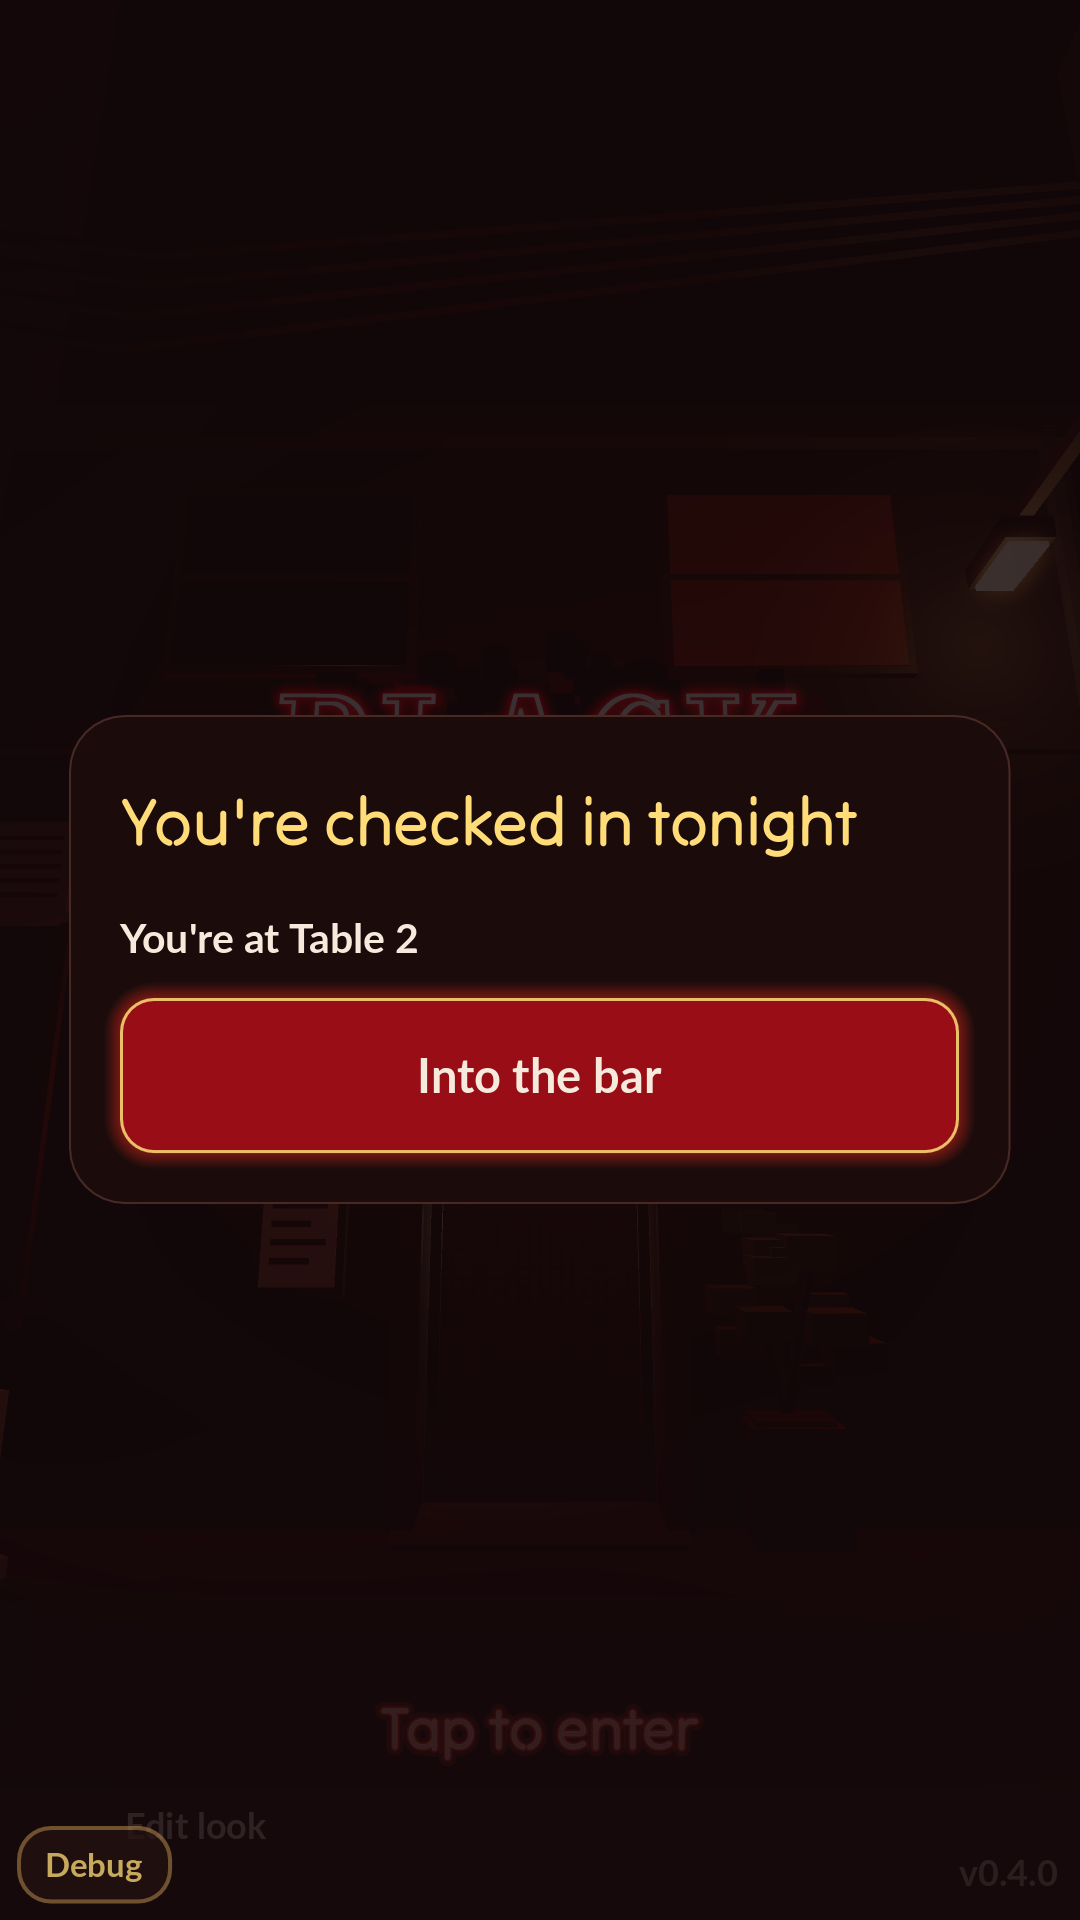 BLACK
You're checked in tonight
You're at Table 2
Into the bar
Tap to enter
Edit look
Debug
v0.4.0